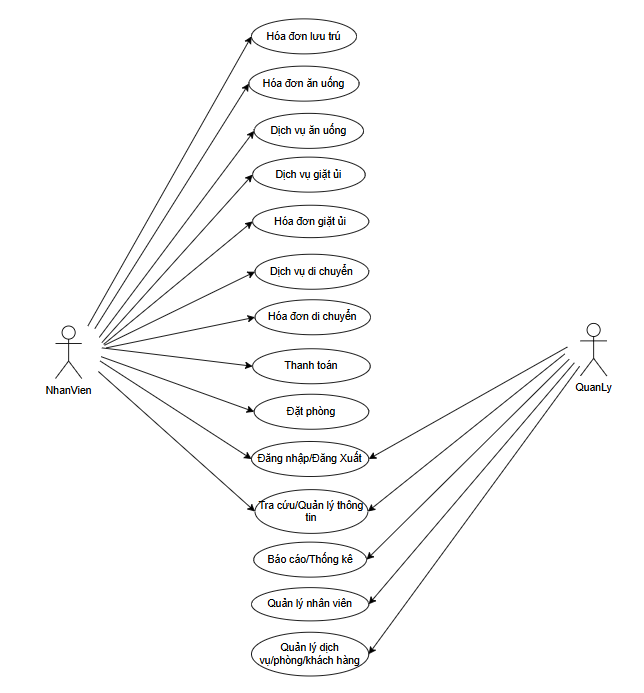 Hóa đơn lưu trú
Hóa đơn ăn uống
Dịch vụ ăn uống
Dịch vụ giặt ủi
Hóa đơn giặt ủi
Dịch vụ di chuyển
Hóa đơn di chuyển
Thanh toán
NhanVien
QuanLy
Đặt phòng
Đăng nhập/Đăng Xuất
Tra cứu/Quản lý thông
tin
Báo cáo/Thống kê
Quản lý nhân viên
Quản lý dịch
vụ/phòng/khách hàng